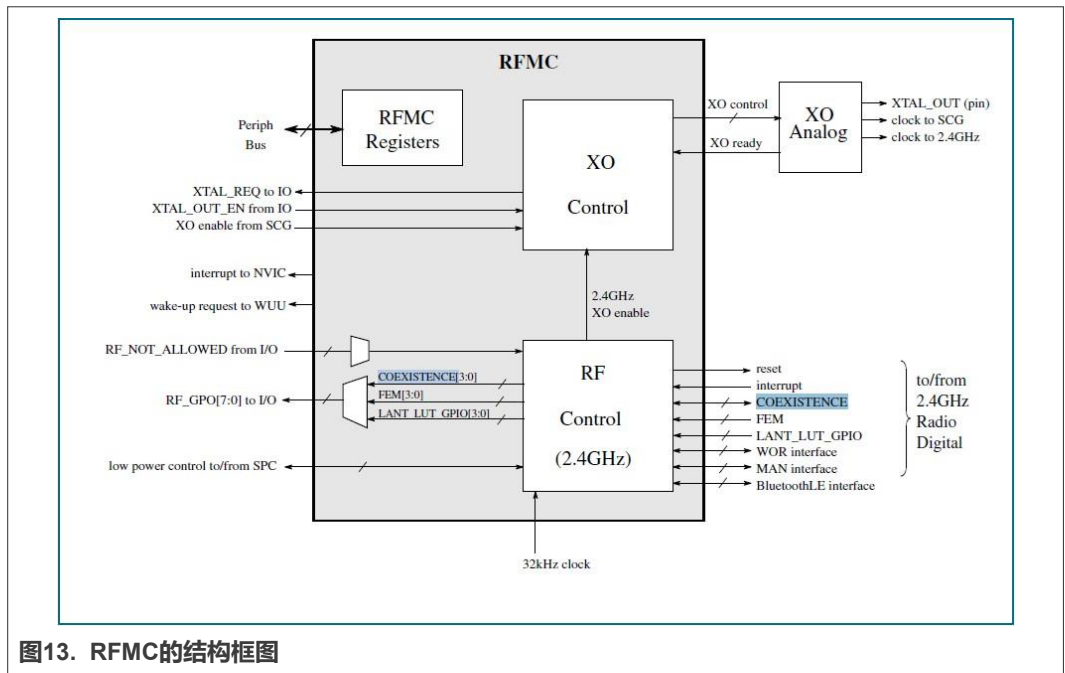 RFMC
RFMC
Registers
Periph
Bus
XO control
XO ready
XO
Analog
XTAL_OUT (pin)
clock to SCG
clock to 2.4GHz
XO
Control
XTAL_REQ to IO
XTAL_OUT_EN from IO
XO enable from SCG
interrupt to NVIC
wake-up request to WUU
2.4GHz
XO enable
RF_NOT_ALLOWED from I/O
COEXISTENCE[3:0]
FEM[3:0]
LANT_LUT_GPIO[3:0]
RF_GPO[7:0] to I/O
low power control to/from SPC
RF
Control
(2.4GHz)
reset
interrupt
COEXISTENCE
FEM
LANT_LUT_GPIO
WOR interface
MAN interface
BluetoothLE interface
to/from
2.4GHz
Radio
Digital
32kHz clock
图13. RFMC的结构框图